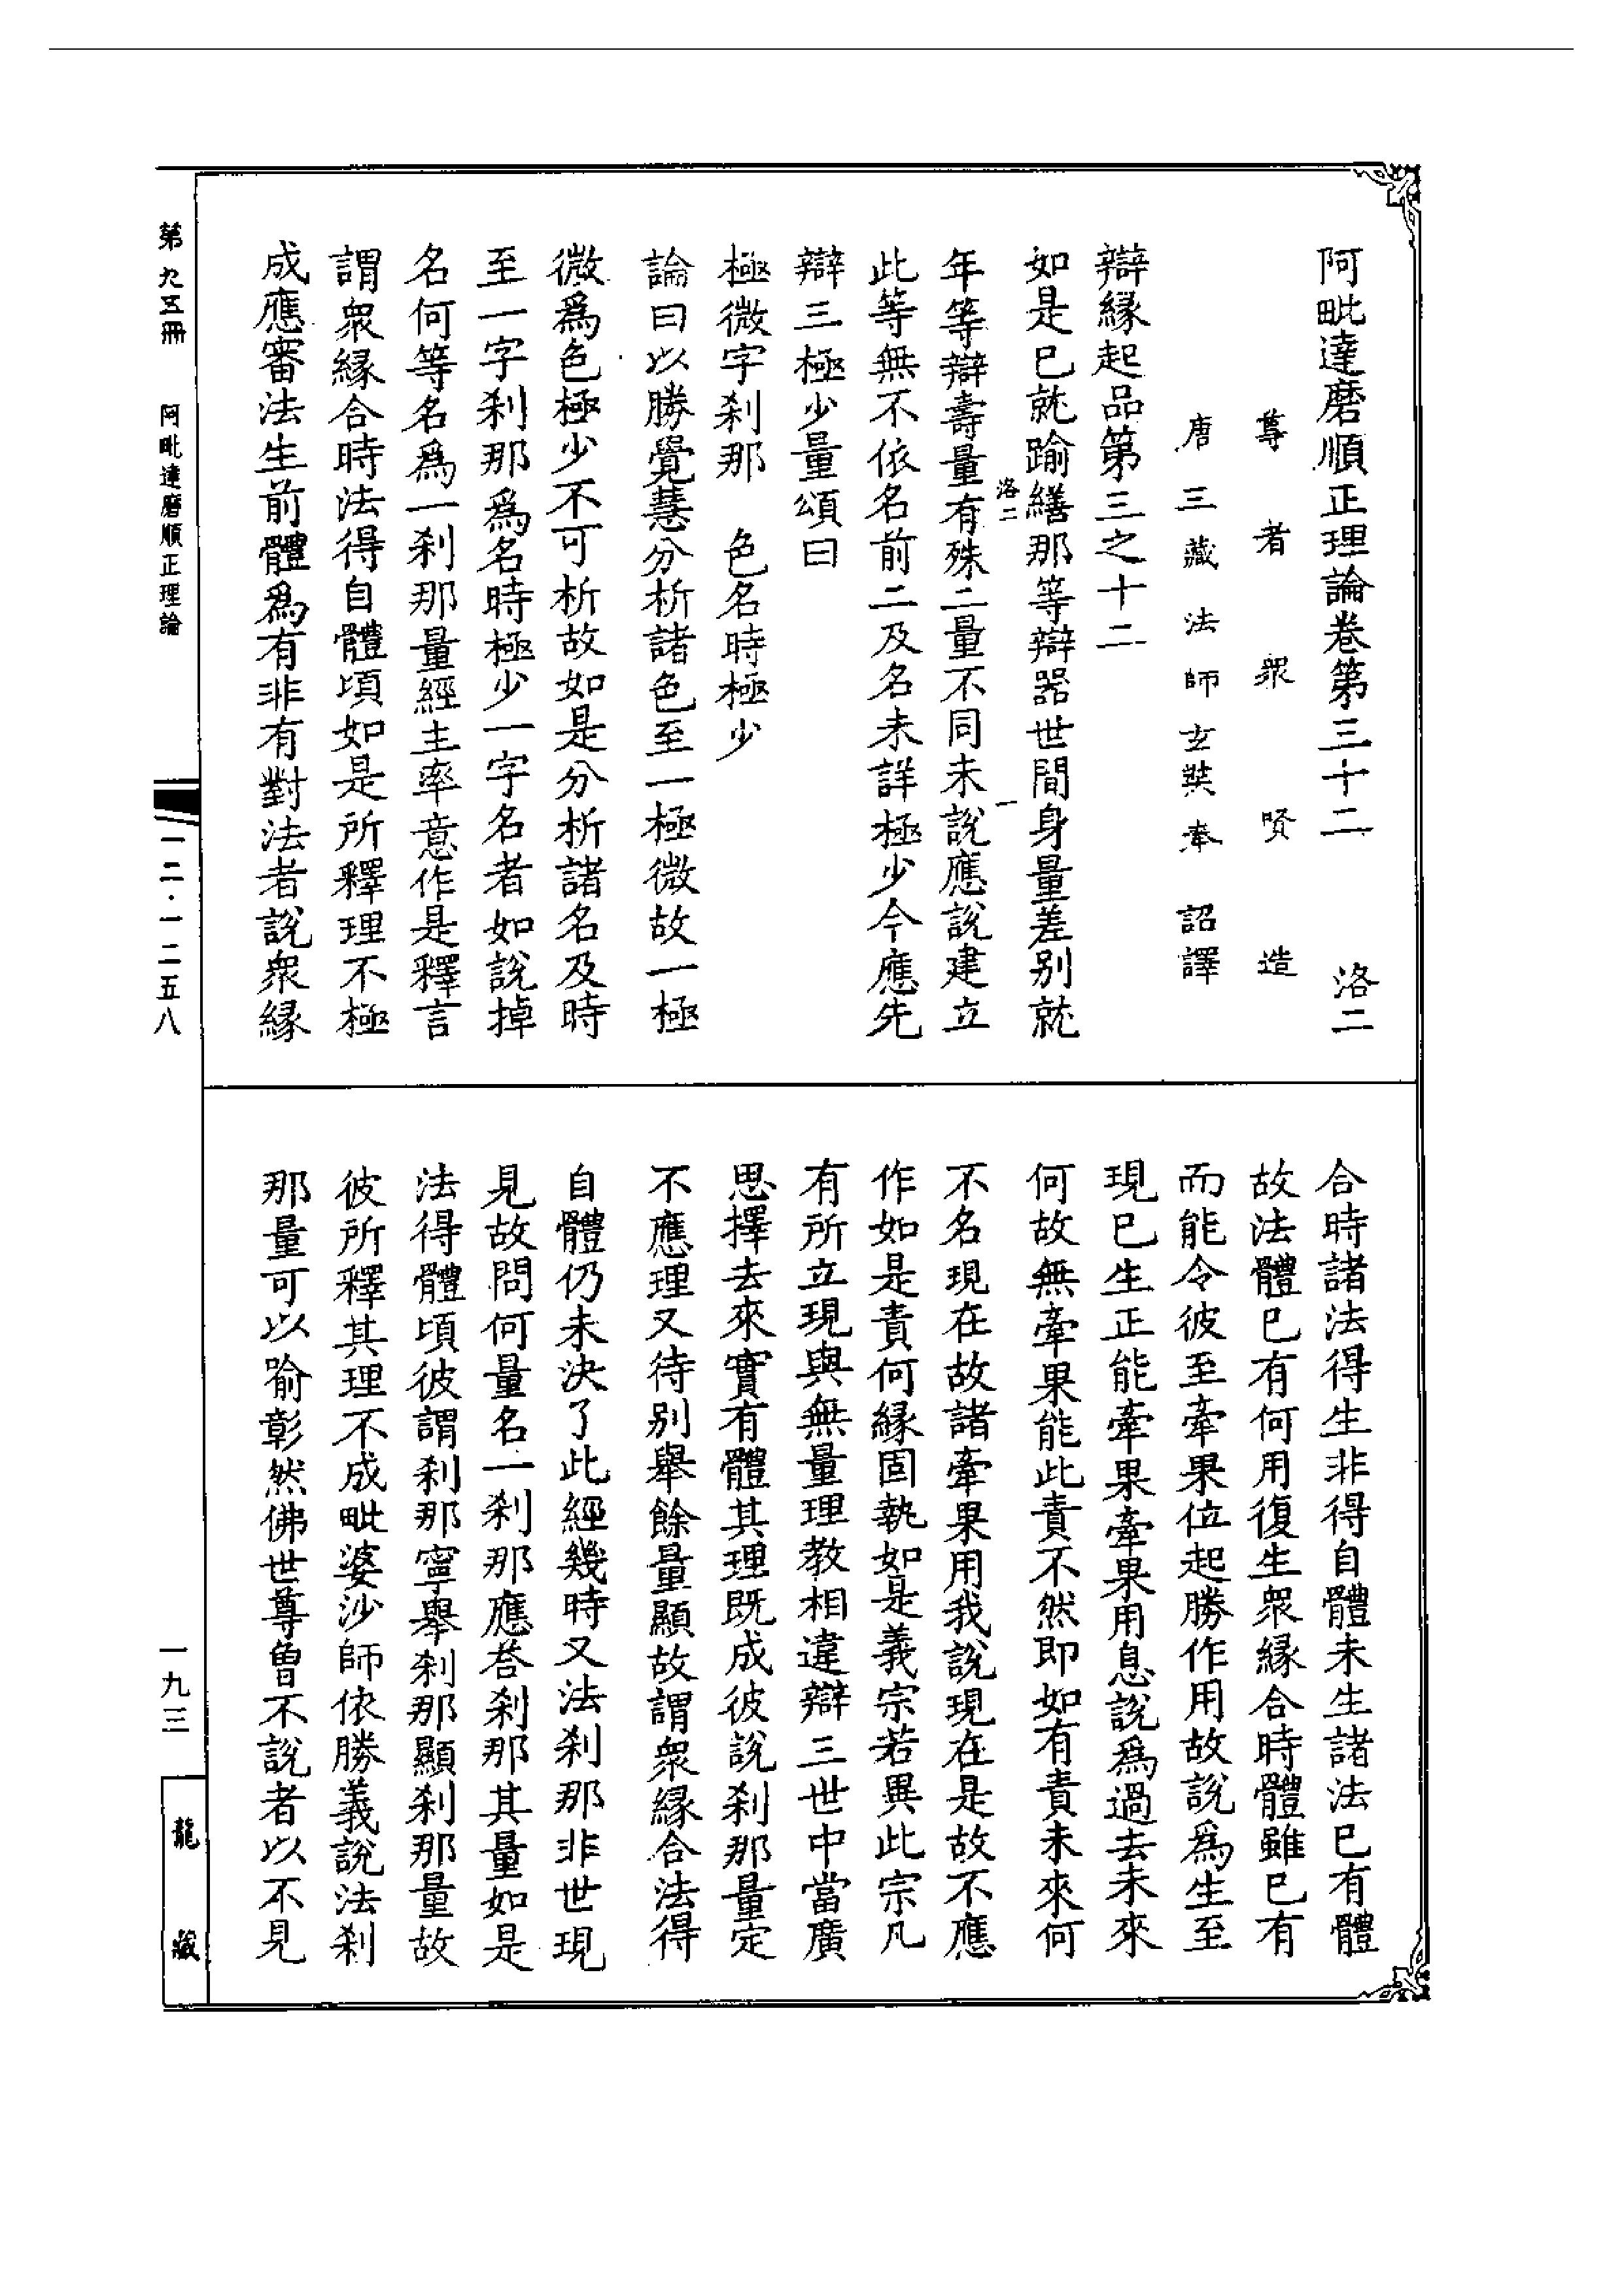 阿毗達磨順正理論卷第三十二　洛二
尊者眾賢造
唐三藏法師玄奘奉詔譯
辯緣起品第三之十二
如是已就踰繕那等辯器世間身量差別就
洛二　一
年等辯壽量有殊二量不同未說應說建立
此等無不依名前二及名未詳極少今應先
辯三極少量頌曰
極微字刹那　色名時極少
論曰以勝覺慧分析諸色至一極微故一極
微爲色極少不可析故如是分析諸名及時
至一字刹那爲名時極少一字名者如說掉
名何等名爲一刹那量經主率意作是釋言
謂眾緣合時法得自體頃如是所釋理不極
成應審法生前體爲有非有對法者說眾緣
合時諸法得生非得自體未生諸法已有體
故法體已有何用復生眾緣合時體雖已有
而能令彼至牽果位起勝作用故說爲生至
現已生正能牽果牽果用息說爲過去未來
何故無牽果能此責不然即如有責未來何
不名現在故諸牽果用我說現在是故不應
作如是責何緣固執如是義宗若異此宗凡
有所立現與無量理教相違辯三世中當廣
思擇去來實有體其理既成彼說刹那量定
不應理又待別舉餘量顯故謂眾緣合法得
自體仍未決了此經幾時又法刹那非世現
見故問何量名一刹那應荅刹那其量如是
法得體頃彼謂刹那寧舉刹那顯刹那量故
彼所釋其理不成毗婆沙師依勝義說法刹
那量可以喻彰然佛世尊曾不說者以不見
第九五冊　阿毗達磨順正理論
一二·一二五八
一九三
龍藏